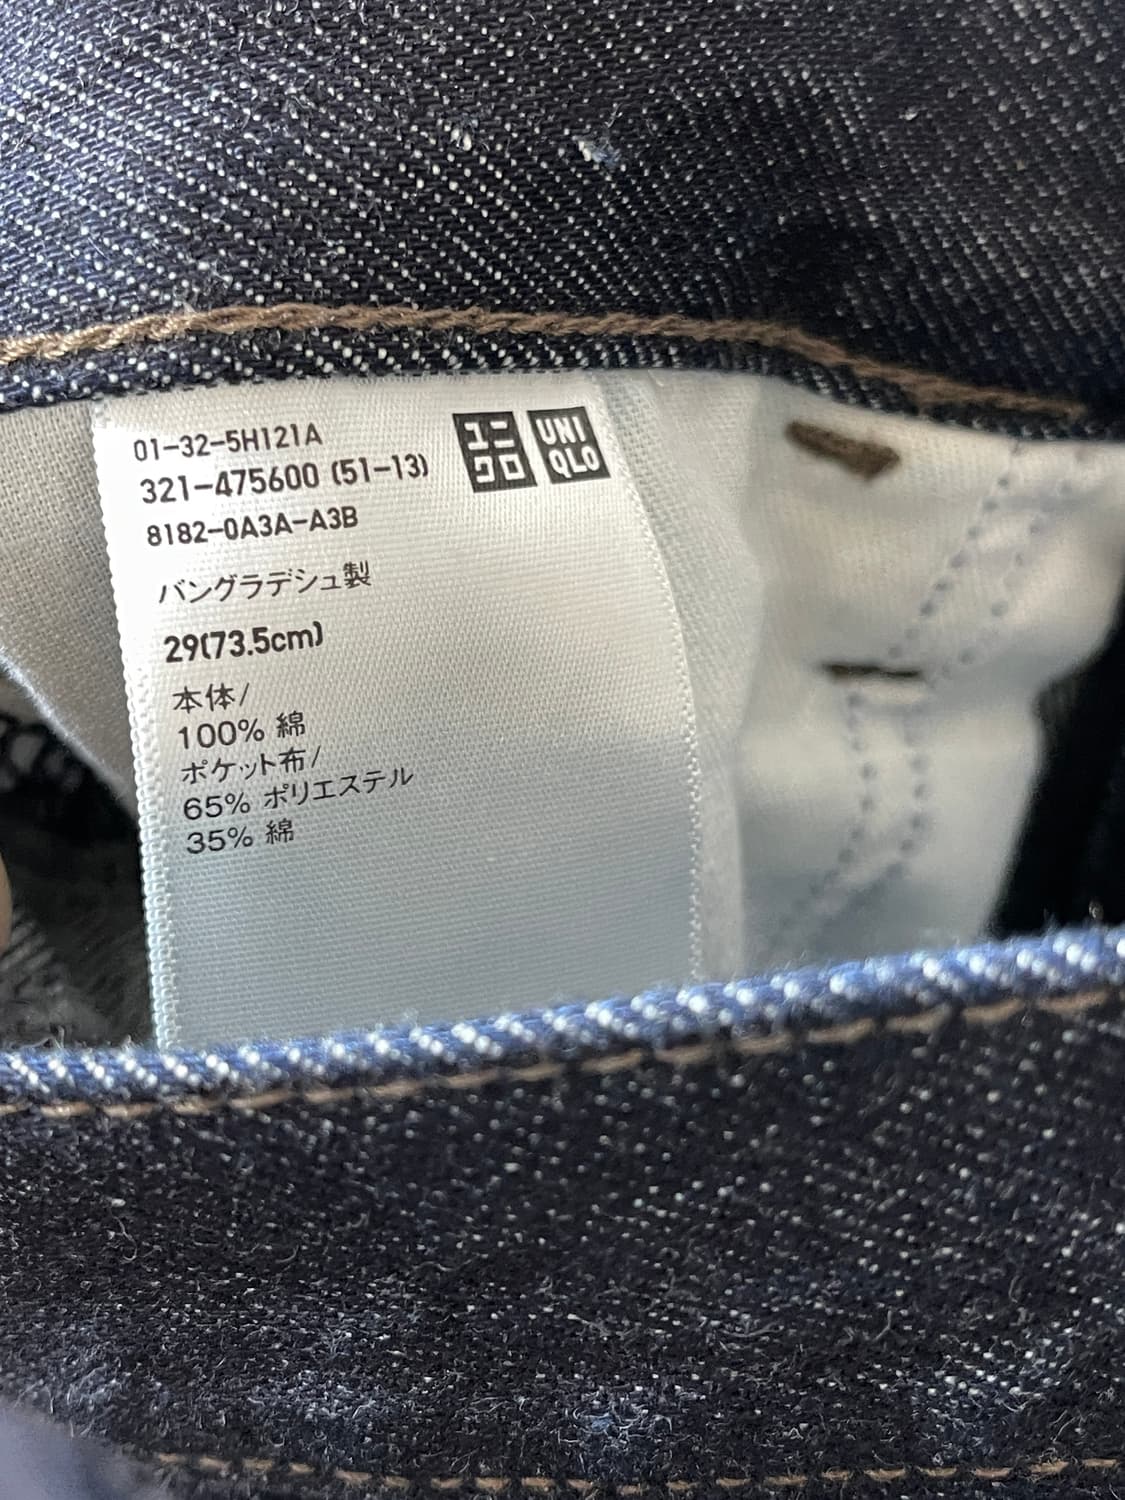 01-32-5H121A
321-475600 (51-13)
8182-0A3A-A3B
ユニ
クロ
UNI
QLO
バングラデシュ製
29(73.5cm)
本体/
100% 綿
ポケット布/
65% ポリエステル
35% 綿